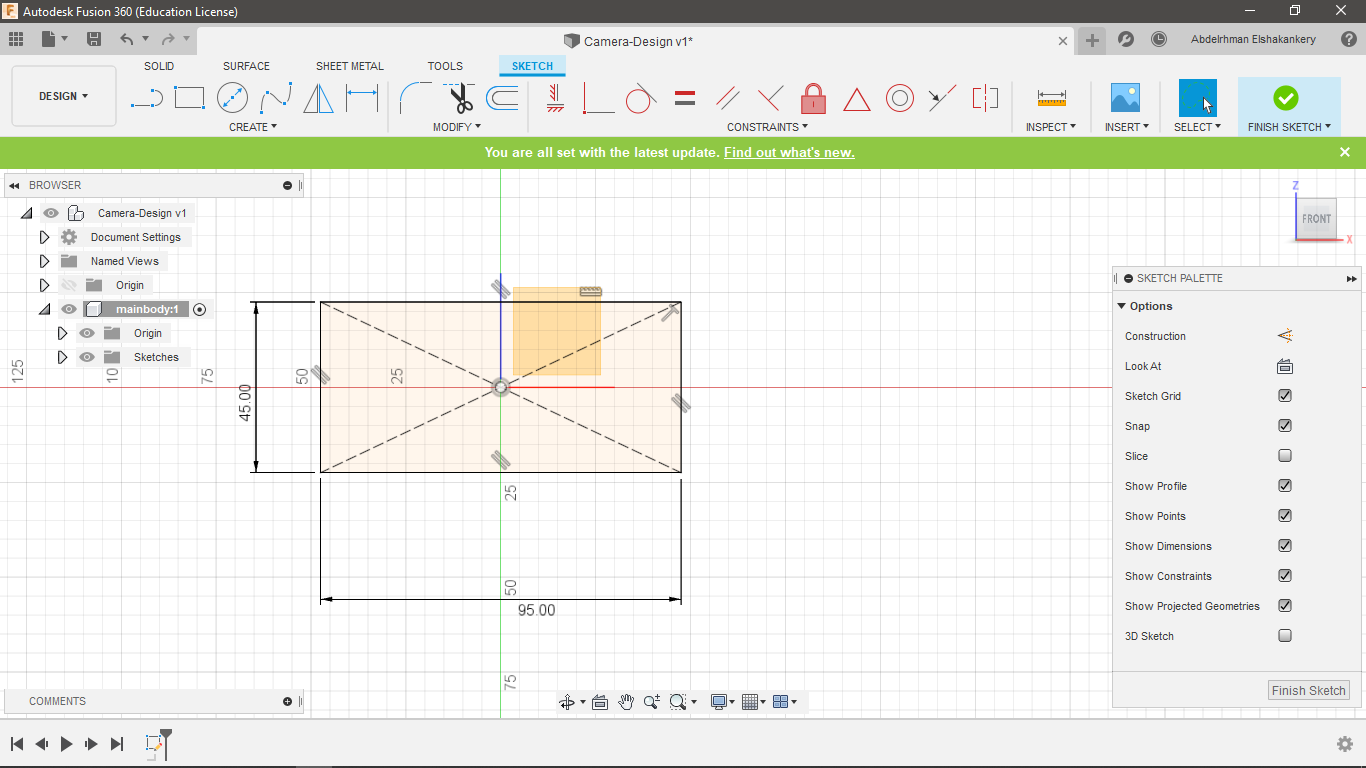 Autodesk Fusion 360 (Education License)
Camera-Design v1*
Abdelrhman Elshakankery
SOLID SURFACE SHEET METAL TOOLS SKETCH
DESIGN
CREATE MODIFY CONSTRAINTS INSPECT INSERT SELECT FINISH SKETCH
You are all set with the latest update. Find out what's new.
BROWSER
Camera-Design v1
Document Settings
Named Views
Origin
mainbody:1
Origin
Sketches
FRONT
Z
X
125
10
75
50
25
45.00
25
50
95.00
75
SKETCH PALETTE
Options
Construction
Look At
Sketch Grid
Snap
Slice
Show Profile
Show Points
Show Dimensions
Show Constraints
Show Projected Geometries
3D Sketch
Finish Sketch
COMMENTS